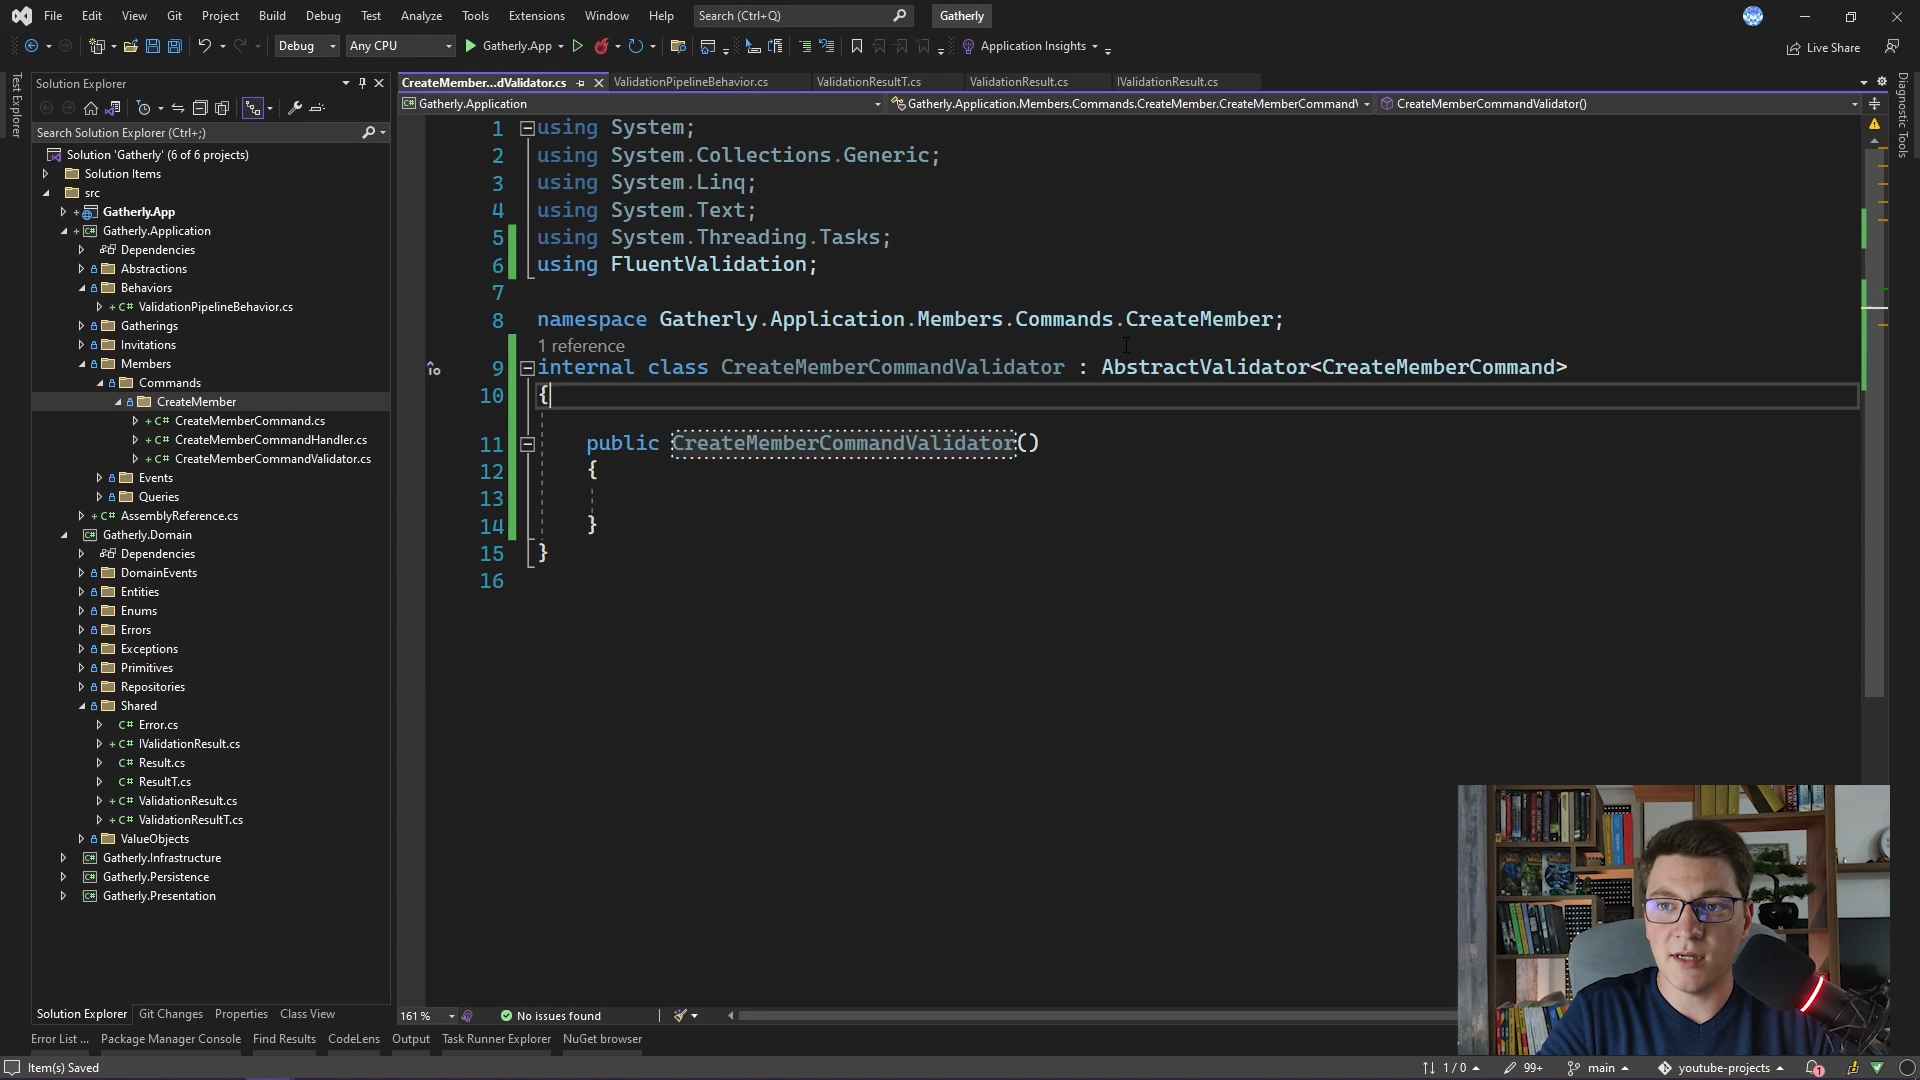 File Edit View Git Project Build Debug Test Analyze Tools Extensions Window Help Search (Ctrl+Q) Gatherly
Debug Any CPU Gatherly.App Application Insights Live Share
Test Explorer
Solution Explorer
Search Solution Explorer (Ctrl+;)
Solution 'Gatherly' (6 of 6 projects)
Solution Items
src
Gatherly.App
Gatherly.Application
Dependencies
Abstractions
Behaviors
C# ValidationPipelineBehavior.cs
Gatherings
Invitations
Members
Commands
CreateMember
C# CreateMemberCommand.cs
C# CreateMemberCommandHandler.cs
C# CreateMemberCommandValidator.cs
Events
Queries
C# AssemblyReference.cs
Gatherly.Domain
Dependencies
DomainEvents
Entities
Enums
Errors
Exceptions
Primitives
Repositories
Shared
C# Error.cs
C# IValidationResult.cs
C# Result.cs
C# ResultT.cs
C# ValidationResult.cs
C# ValidationResultT.cs
ValueObjects
Gatherly.Infrastructure
Gatherly.Persistence
Gatherly.Presentation
Solution Explorer Git Changes Properties Class View
CreateMember...dValidator.cs ValidationPipelineBehavior.cs ValidationResultT.cs ValidationResult.cs IValidationResult.cs
Gatherly.Application Gatherly.Application.Members.Commands.CreateMember.CreateMemberCommand CreateMemberCommandValidator()
1 using System;
2 using System.Collections.Generic;
3 using System.Linq;
4 using System.Text;
5 using System.Threading.Tasks;
6 using FluentValidation;
7
8 namespace Gatherly.Application.Members.Commands.CreateMember;
1 reference
9 internal class CreateMemberCommandValidator : AbstractValidator<CreateMemberCommand>
10 {
11 public CreateMemberCommandValidator()
12 {
13
14 }
15 }
16
Diagnostic Tools
161 % No issues found
Error List ... Package Manager Console Find Results CodeLens Output Task Runner Explorer NuGet browser
Item(s) Saved 1 / 0 99+ main youtube-projects 1